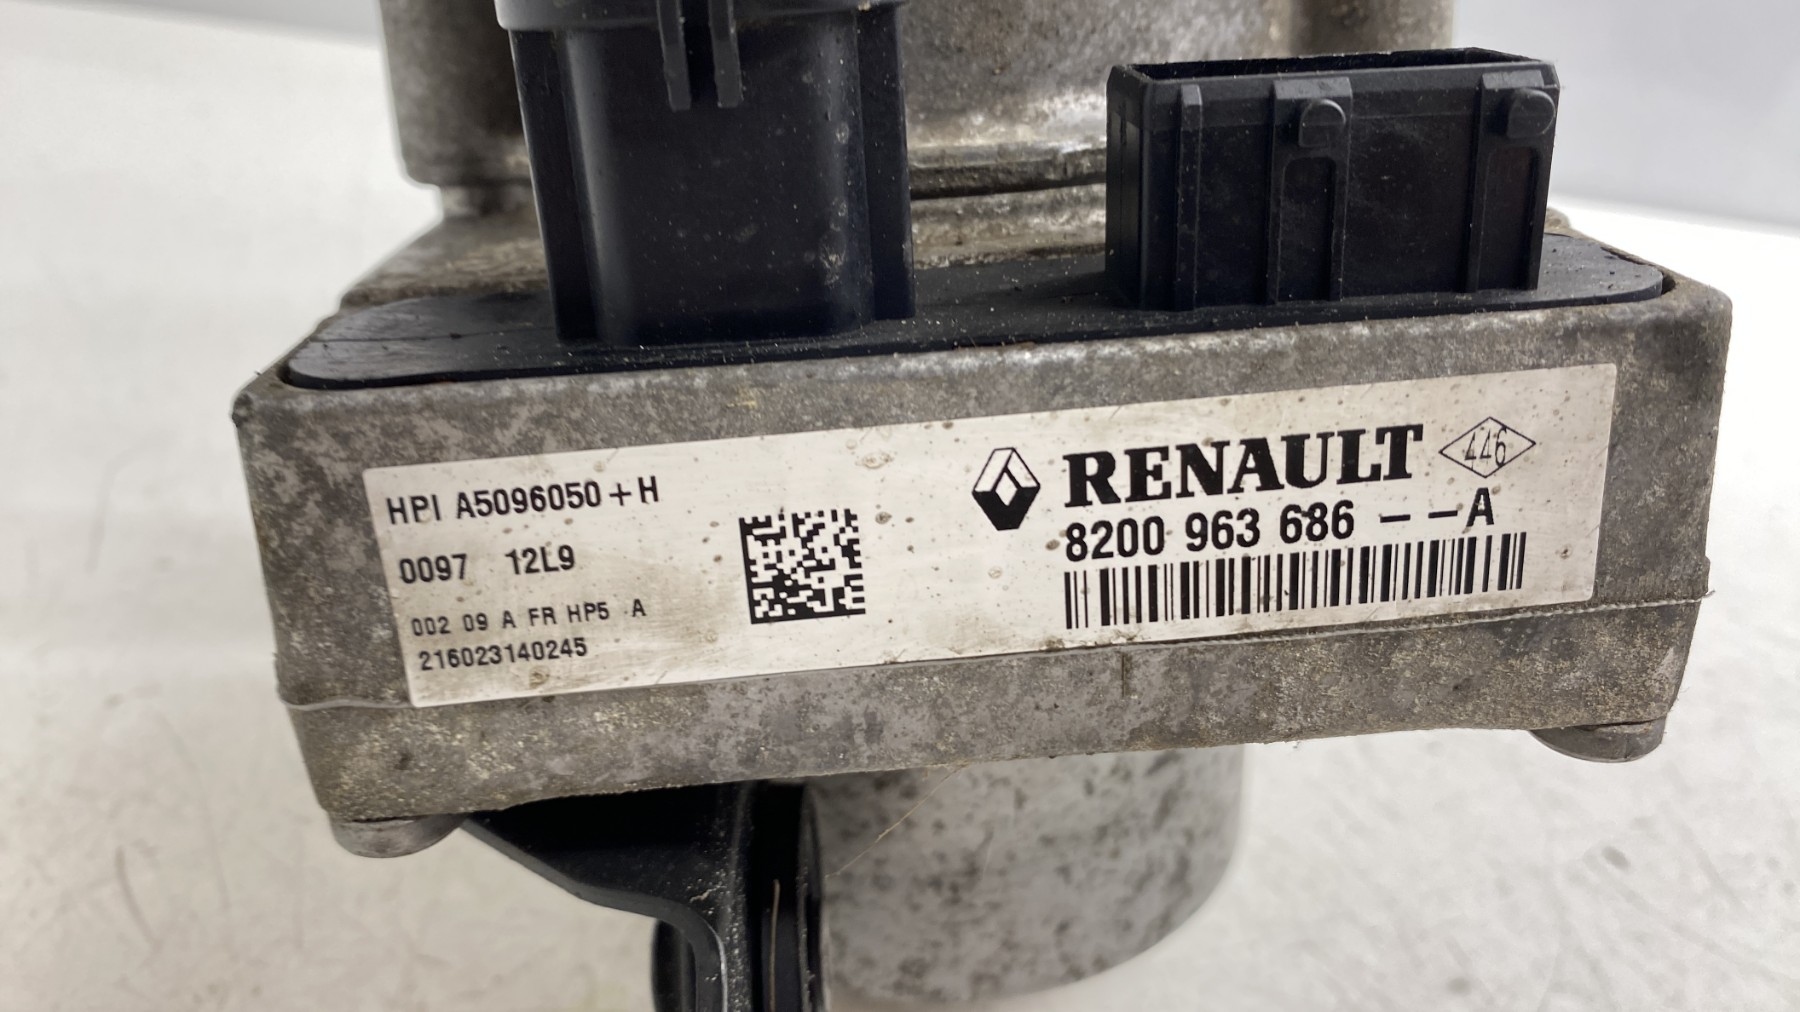 HPI A5096050+H
0097 12L9
002 09 A FR HP5 A
216023140245
RENAULT 446
8200 963 686 -- A